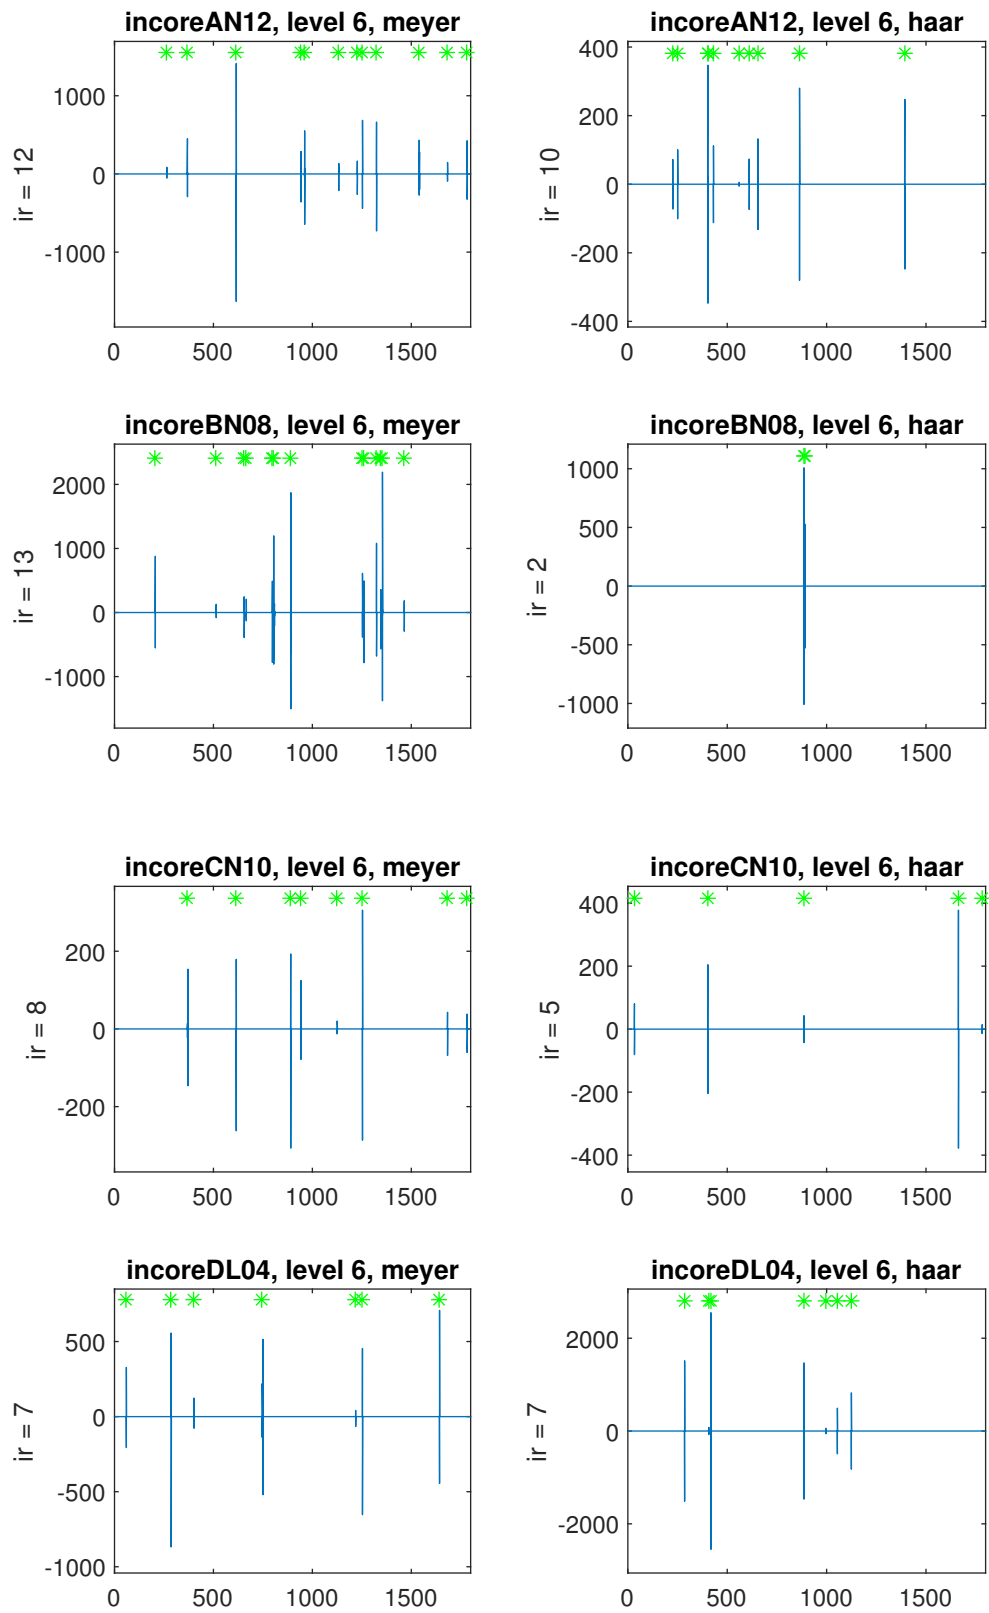 incoreAN12, level 6, meyer
1000
0
-1000
ir = 12
0 500 1000 1500
incoreAN12, level 6, haar
400
200
0
-200
-400
ir = 10
0 500 1000 1500
incoreBN08, level 6, meyer
2000
1000
0
-1000
ir = 13
0 500 1000 1500
incoreBN08, level 6, haar
1000
500
0
-500
-1000
ir = 2
0 500 1000 1500
incoreCN10, level 6, meyer
200
0
-200
ir = 8
0 500 1000 1500
incoreCN10, level 6, haar
400
200
0
-200
-400
ir = 5
0 500 1000 1500
incoreDL04, level 6, meyer
500
0
-500
-1000
ir = 7
0 500 1000 1500
incoreDL04, level 6, haar
2000
0
-2000
ir = 7
0 500 1000 1500